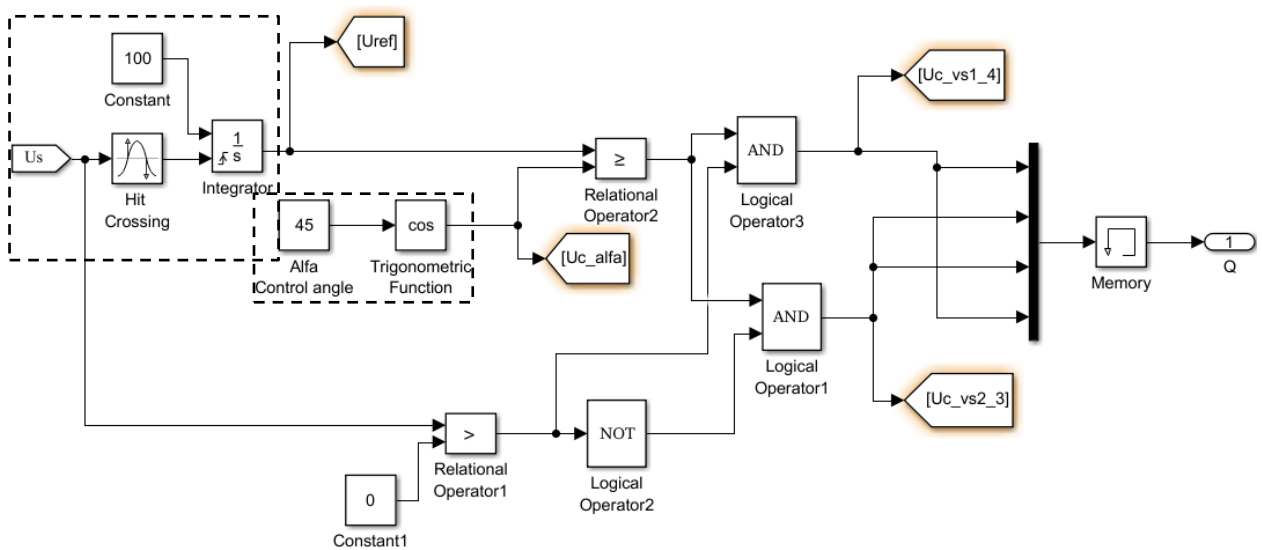 [Uref]
100
Constant
Us
Hit
Crossing
1
s
Integrator
45
Alfa
Control angle
cos
Trigonometric
Function
[Uc_alfa]
≥
Relational
Operator2
AND
Logical
Operator3
[Uc_vs1_4]
AND
Logical
Operator1
[Uc_vs2_3]
Memory
1
Q
>
Relational
Operator1
NOT
Logical
Operator2
0
Constant1